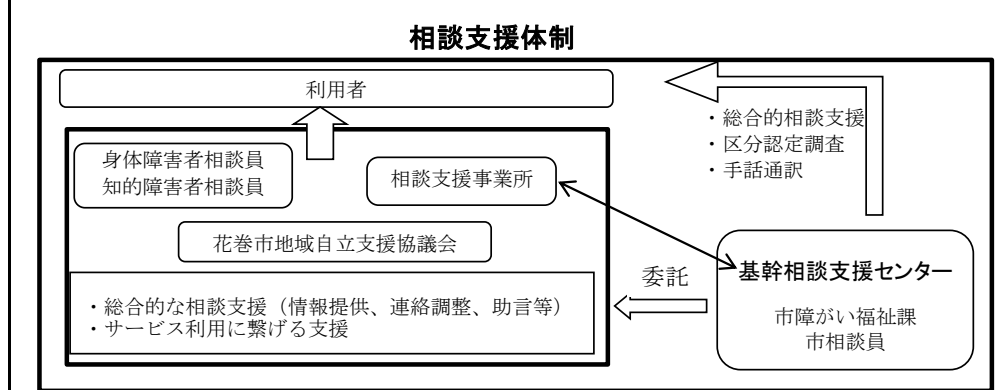 相談支援体制
利用者
・総合的相談支援
・区分認定調査
・手話通訳
身体障害者相談員
知的障害者相談員
相談支援事業所
花巻市地域自立支援協議会
・総合的な相談支援（情報提供、連絡調整、助言等）
・サービス利用に繋げる支援
委託
基幹相談支援センター
市障がい福祉課
市相談員